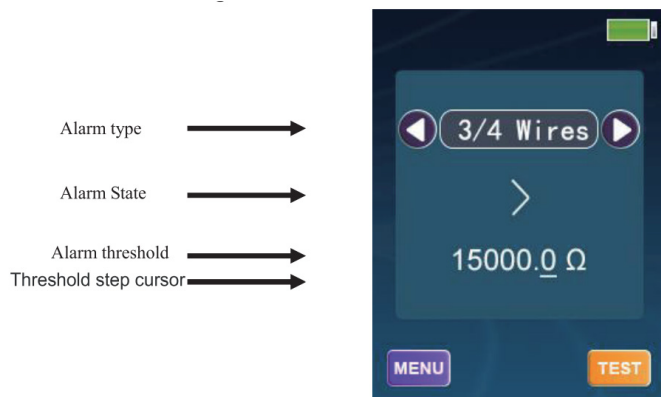 Alarm type
3/4 Wires
Alarm State
>
Alarm threshold
15000.0 Ω
Threshold step cursor
MENU
TEST